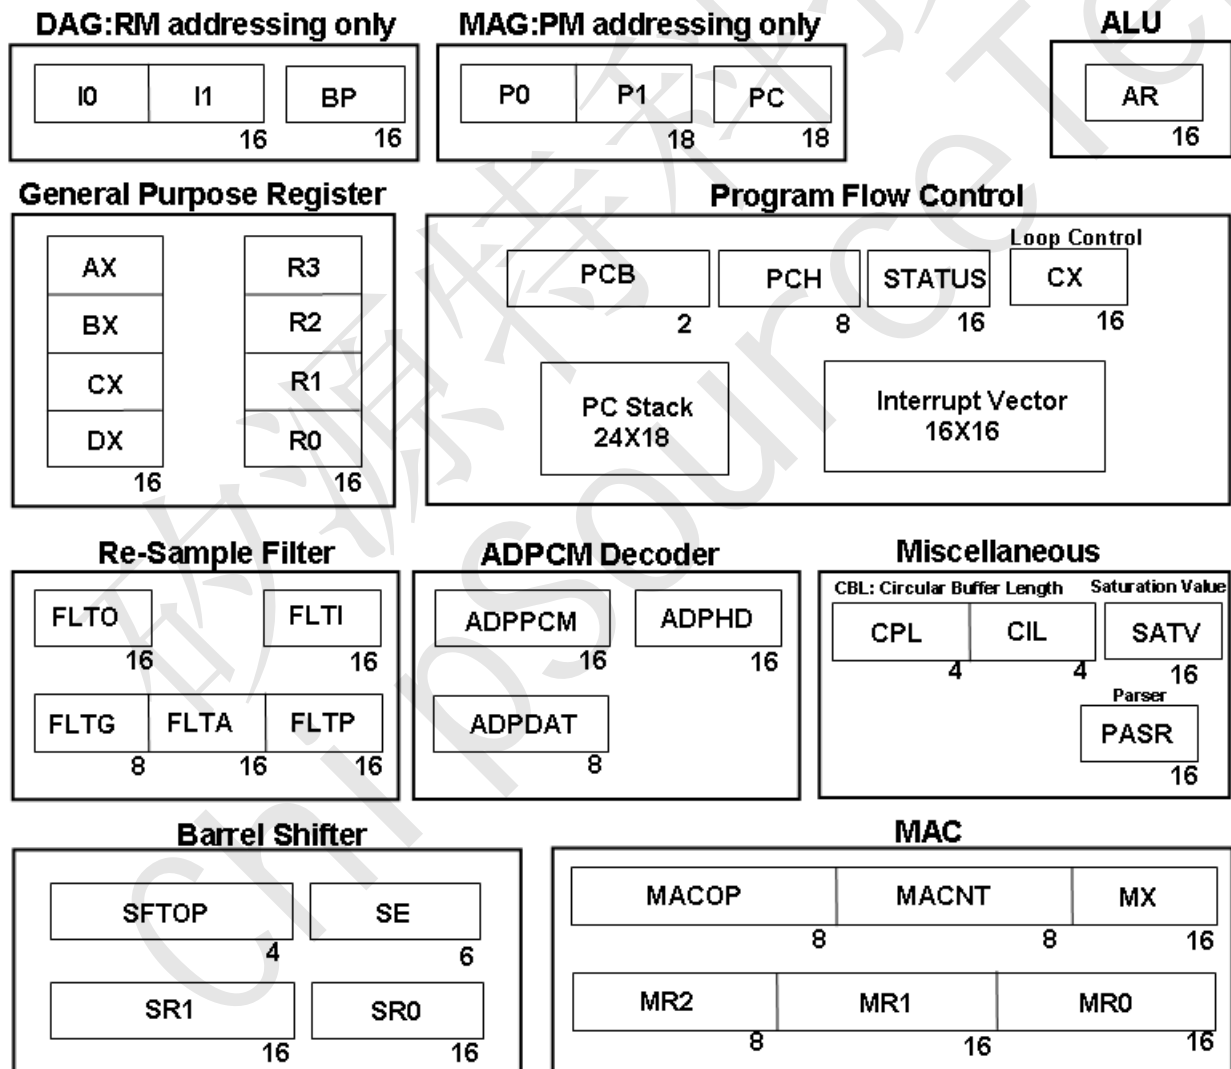 DAG:RM addressing only
MAG:PM addressing only
ALU
I0 I1 BP
16 16
P0 P1 PC
18 18
AR
16
General Purpose Register
Program Flow Control
AX R3
BX R2
CX R1
DX R0
16 16
Loop Control
PCB PCH STATUS CX
2 8 16 16
PC Stack
24X18
Interrupt Vector
16X16
Re-Sample Filter
ADPCM Decoder
Miscellaneous
FLTO FLTI
16 16
FLTG FLTA FLTP
8 16 16
ADPPCM ADPHD
16 16
ADPDAT
8
CBL: Circular Buffer Length Saturation Value
CPL CIL SATV
4 4 16
Parser
PASR
16
Barrel Shifter
MAC
SFTOP SE
4 6
SR1 SR0
16 16
MACOP MACNT MX
8 8 16
MR2 MR1 MR0
8 16 16